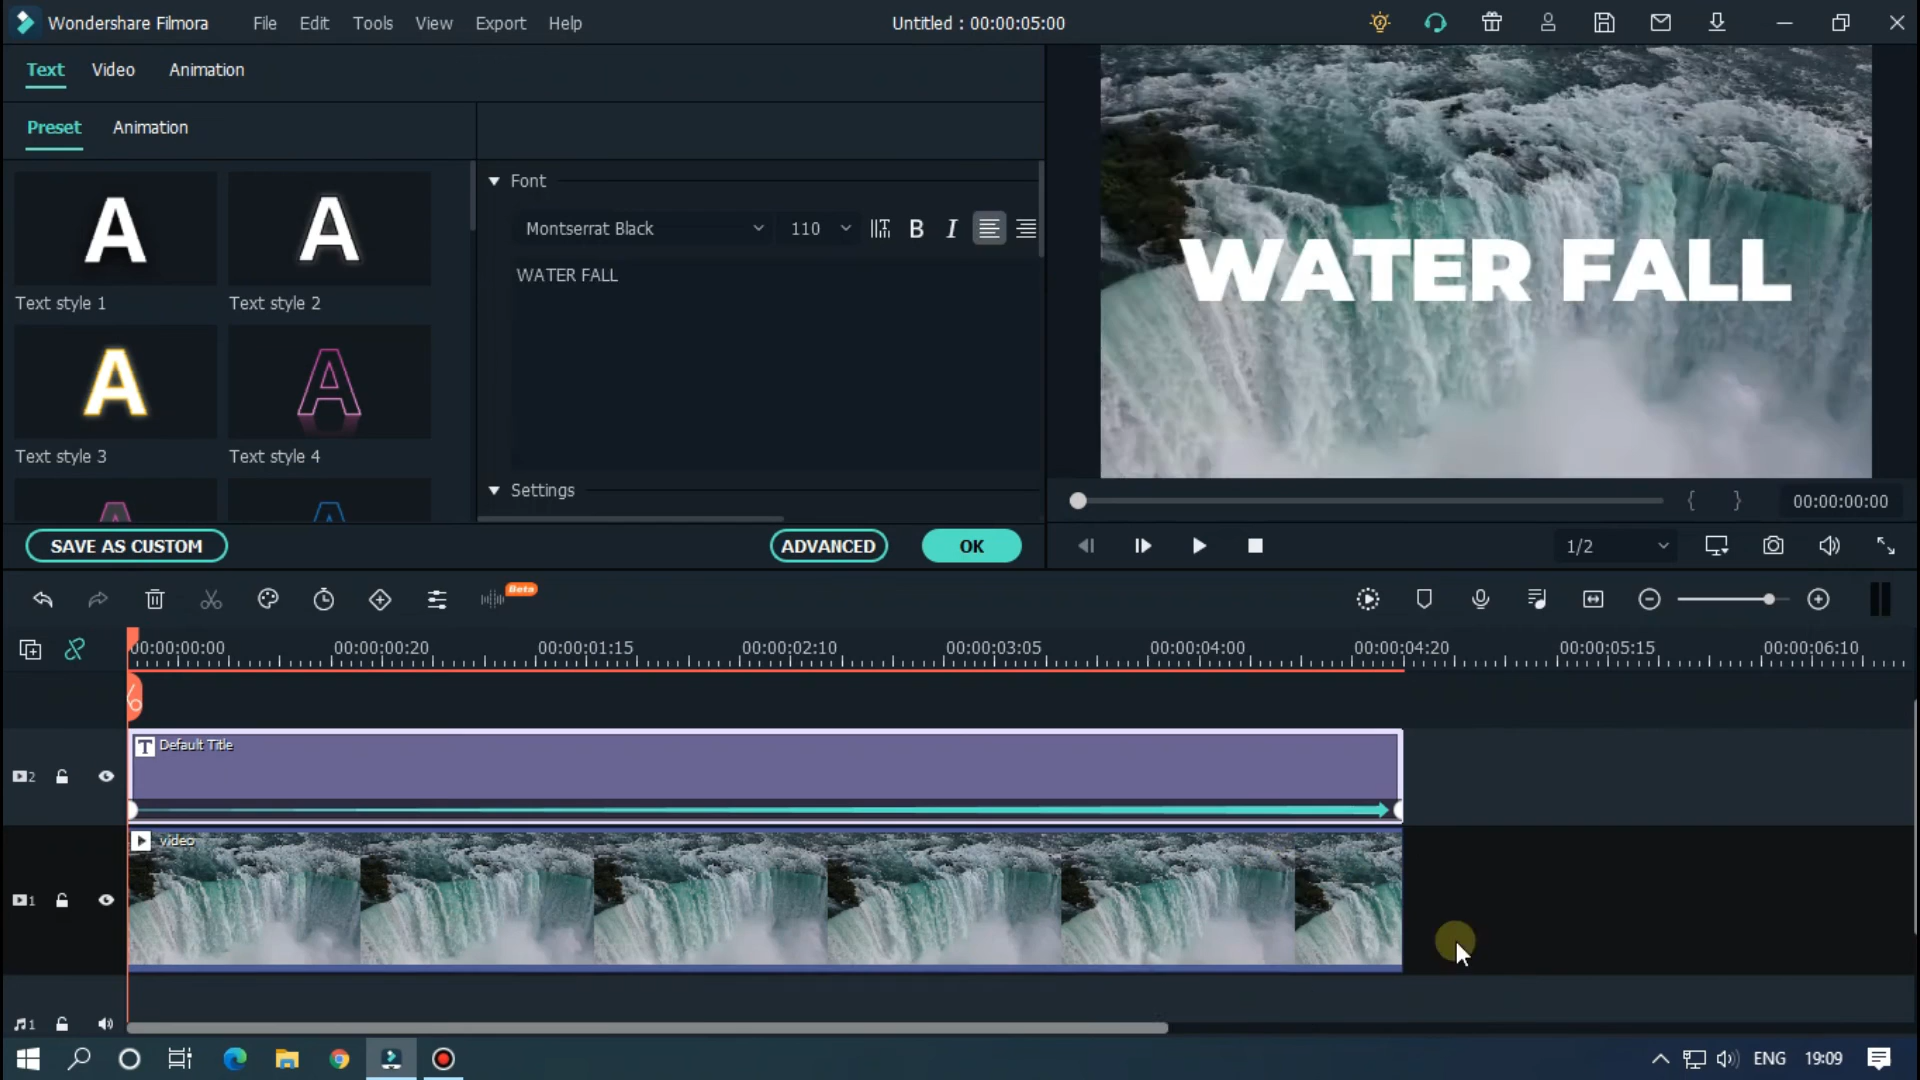 Wondershare Filmora File Edit Tools View Export Help Untitled : 00:00:05:00
Text Video Animation
Preset Animation
Font
Montserrat Black 110 B I
WATER FALL
A A
Text style 1 Text style 2
A A
Text style 3 Text style 4
Settings
WATER FALL
{ } 00:00:00:00
SAVE AS CUSTOM ADVANCED OK
1/2
Beta
00:00:00:00 00:00:00:20 00:00:01:15 00:00:02:10 00:00:03:05 00:00:04:00 00:00:04:20 00:00:05:15 00:00:06:10
T Default Title
2
video
1
1
ENG 19:09